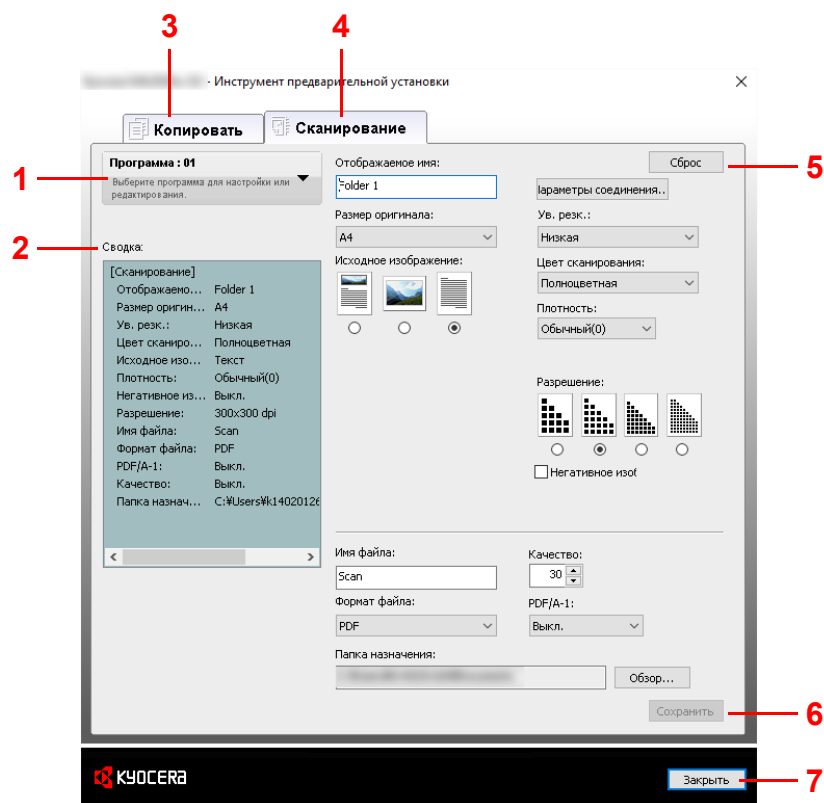 3
4
- Инструмент предварительной установки
Копировать
Сканирование
1
Программа : 01
Выберите программа для настройки или
редактирования.
2
Сводка:
[Сканирование]
Отображаемо... Folder 1
Размер оригин... A4
Ув. резк.: Низкая
Цвет сканиро... Полноцветная
Исходное изо... Текст
Плотность: Обычный(0)
Негативное из... Выкл.
Разрешение: 300x300 dpi
Имя файла: Scan
Формат файла: PDF
PDF/A-1: Выкл.
Качество: Выкл.
Папка назнач... C:¥Users¥k14020126
Отображаемое имя:
Folder 1
Размер оригинала:
A4
Исходное изображение:
Сброс
5
Іараметры соединения..
Ув. резк.:
Низкая
Цвет сканирования:
Полноцветная
Плотность:
Обычный(0)
Разрешение:
Негативное изоб
Имя файла:
Scan
Качество:
30
Формат файла:
PDF
PDF/A-1:
Выкл.
Папка назначения:
Обзор...
Сохранить
6
KYOCERA
Закрыть
7